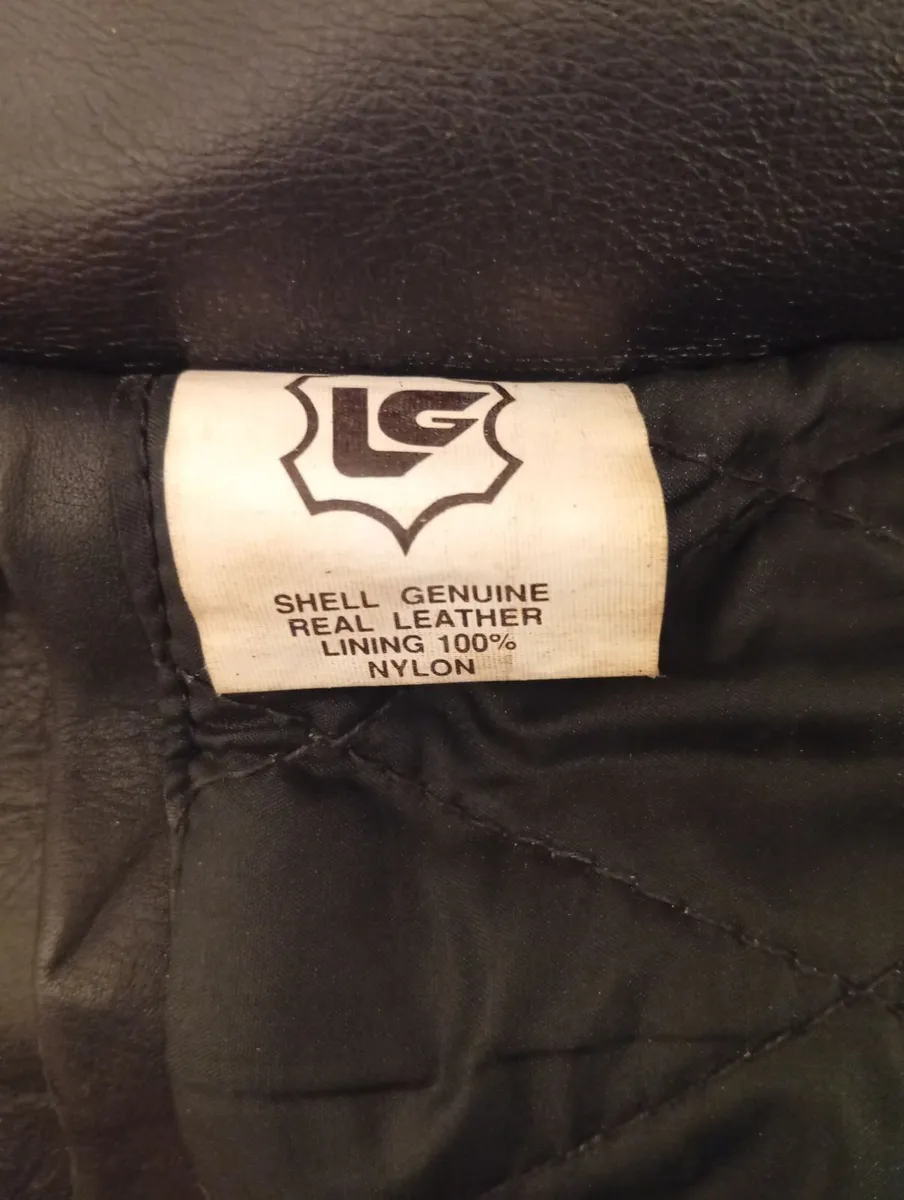 LG
SHELL GENUINE
REAL LEATHER
LINING 100%
NYLON